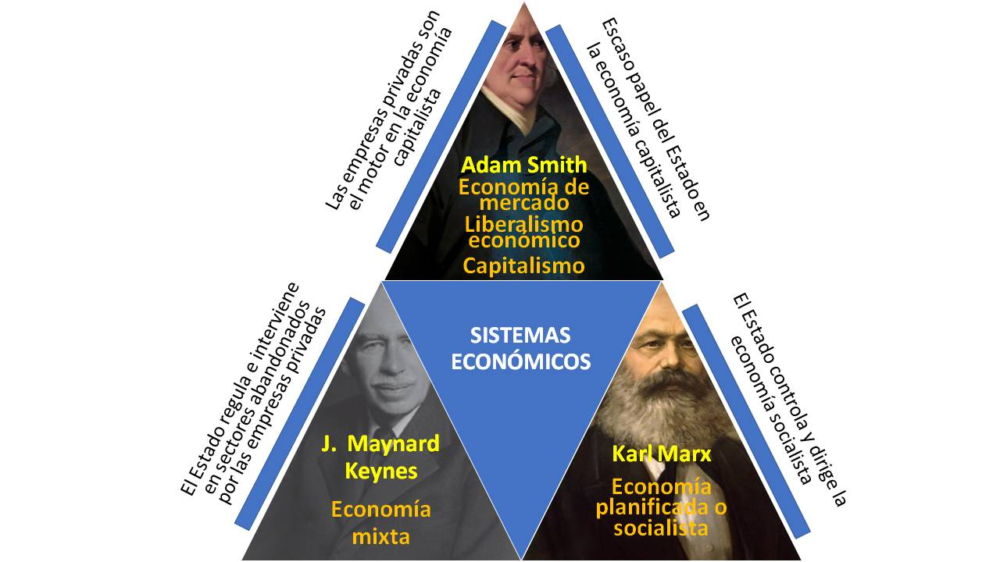 Las empresas privadas son
el motor en la economía
capitalista
Escaso papel del Estado en
la economía capitalista
Adam Smith
Economía de
mercado
Liberalismo
económico
Capitalismo
SISTEMAS
ECONÓMICOS
El Estado regula e interviene
en sectores abandonados
por las empresas privadas
J. Maynard
Keynes
Economía
mixta
Karl Marx
Economía
planificada o
socialista
El Estado controla y dirige la
economía socialista